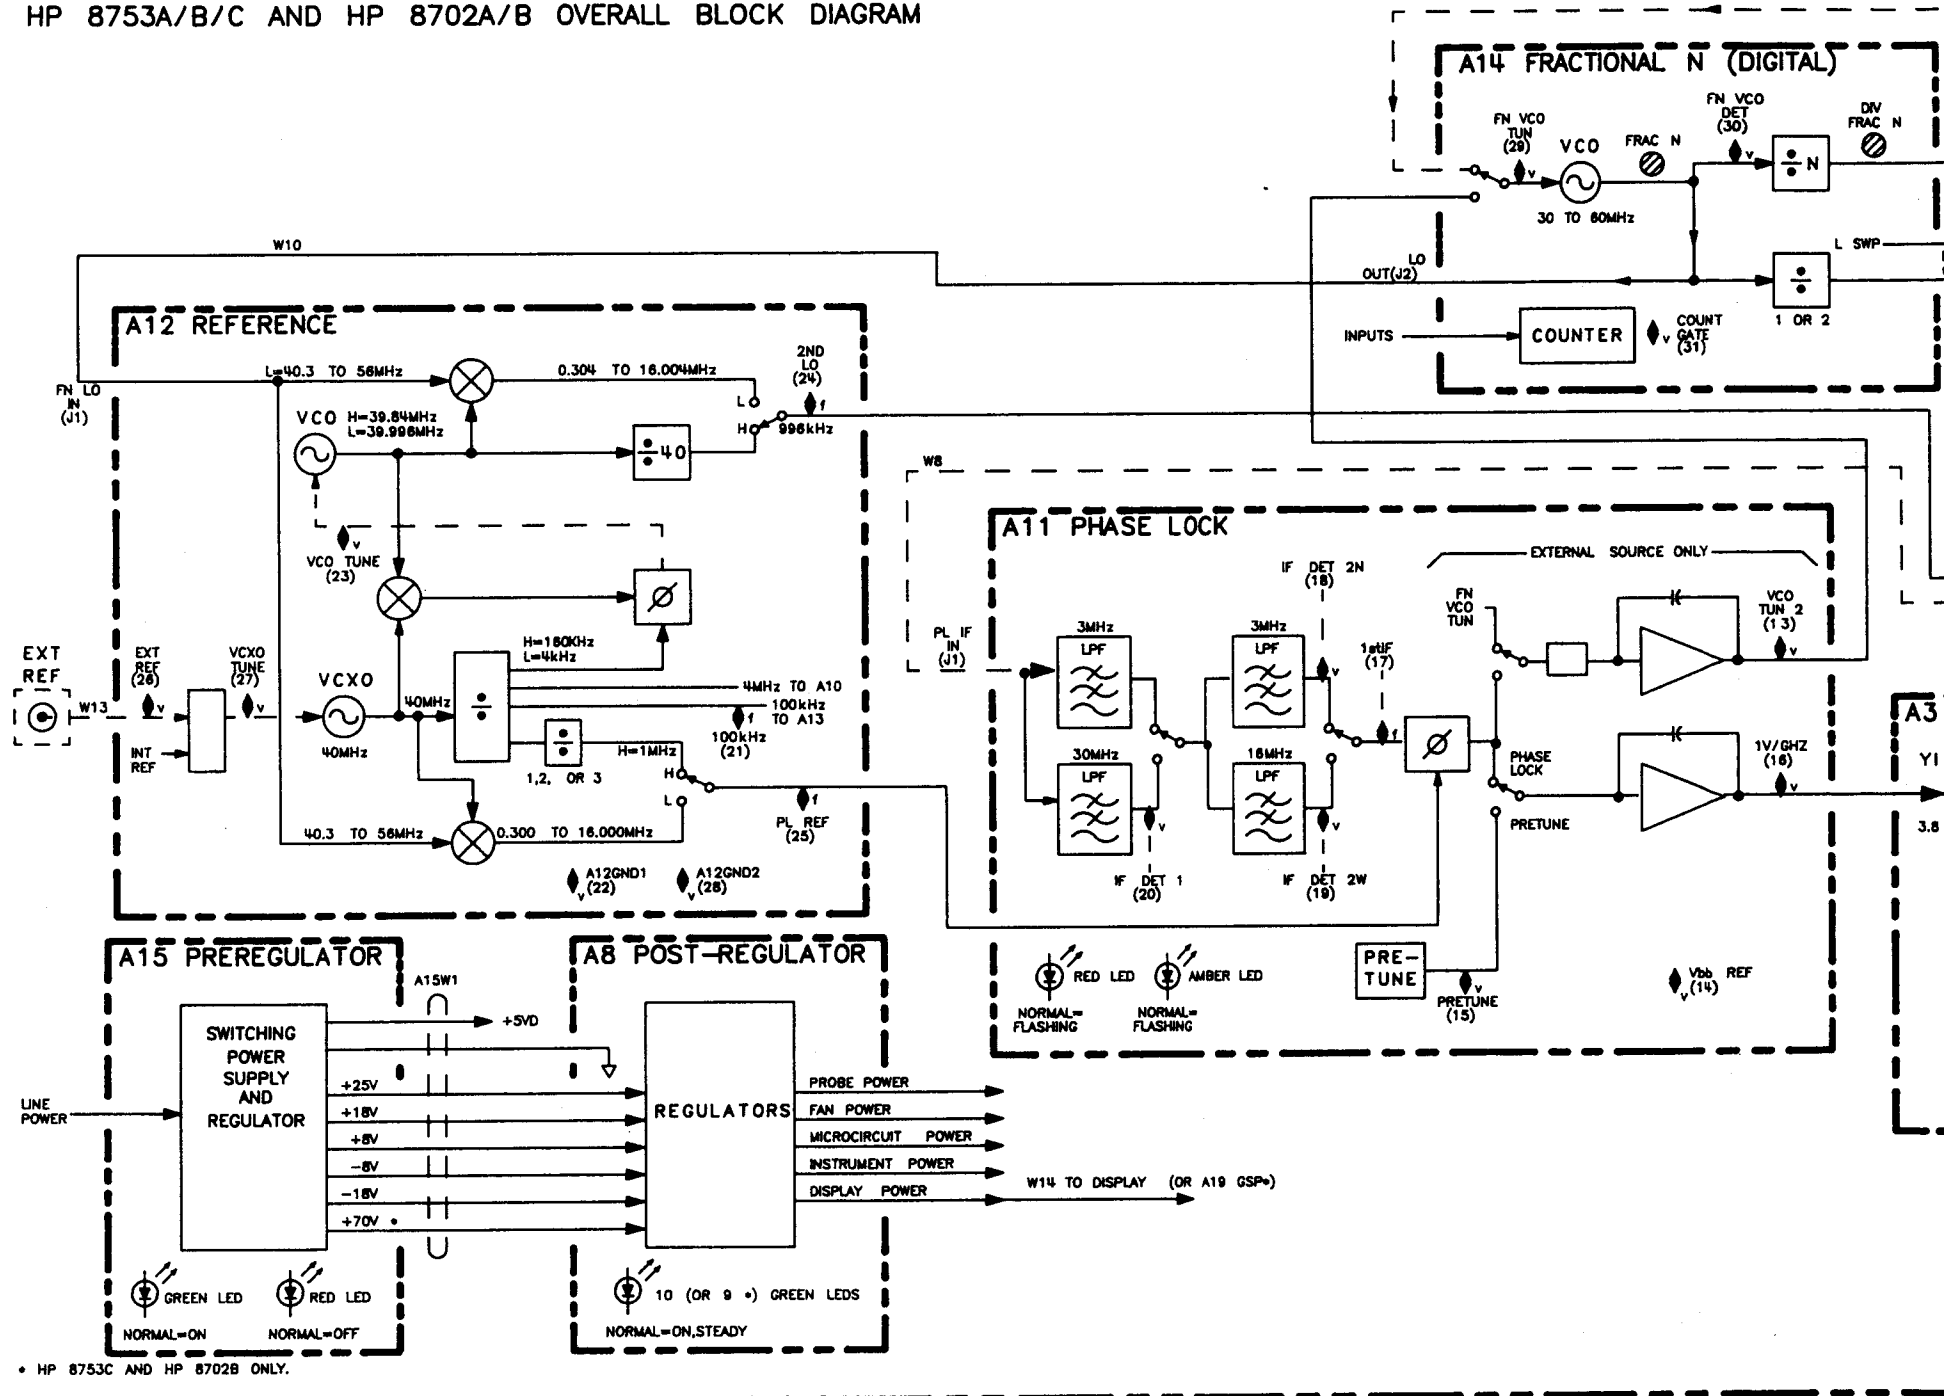 HP 8753A/B/C AND HP 8702A/B OVERALL BLOCK DIAGRAM
A14 FRACTIONAL N (DIGITAL)
FN VCO
TUN
(29)
VCO
30 TO 60MHz
FRAC N
FN VCO
DET
(30)
v
v
÷ N
DIV
FRAC N
L SWP
LO
OUT(J2)
÷
1 OR 2
INPUTS
COUNTER
v
COUNT
GATE
(31)
W10
A12 REFERENCE
FN LO
IN
(J1)
L=40.3 TO 56MHz
0.304 TO 16.004MHz
2ND
LO
(24)
f
L
H
996kHz
VCO
H=39.84MHz
L=39.996MHz
÷40
v
VCO TUNE
(23)
Ø
H=160KHz
L=4kHz
EXT
REF
W13
EXT
REF
(26)
v
INT
REF
VCXO
TUNE
(27)
v
VCXO
40MHz
40MHz
÷
4MHz TO A10
100kHz
TO A13
f
100kHz
(21)
÷
1,2, OR 3
H=1MHz
H
L
f
PL REF
(25)
40.3 TO 56MHz
0.300 TO 16.000MHz
v
A12GND1
(22)
v
A12GND2
(28)
W8
A11 PHASE LOCK
EXTERNAL SOURCE ONLY
PL IF
IN
(J1)
3MHz
LPF
30MHz
LPF
v
IF DET 1
(20)
IF DET 2N
(18)
v
3MHz
LPF
16MHz
LPF
v
IF DET 2W
(19)
1stIF
(17)
f
Ø
FN
VCO
TUN
VCO
TUN 2
(13)
v
PHASE
LOCK
PRETUNE
1V/GHZ
(16)
v
PRE-
TUNE
v
PRETUNE
(15)
v
Vbb REF
(14)
RED LED
NORMAL=
FLASHING
AMBER LED
NORMAL=
FLASHING
A3
YI
3.8
A15 PREREGULATOR
A15W1
LINE
POWER
SWITCHING
POWER
SUPPLY
AND
REGULATOR
+5VD
+25V
+18V
+8V
-8V
-18V
+70V *
GREEN LED
NORMAL=ON
RED LED
NORMAL=OFF
A8 POST-REGULATOR
REGULATORS
PROBE POWER
FAN POWER
MICROCIRCUIT POWER
INSTRUMENT POWER
DISPLAY POWER
W14 TO DISPLAY (OR A19 GSP*)
10 (OR 9 *) GREEN LEDS
NORMAL=ON,STEADY
* HP 8753C AND HP 8702B ONLY.